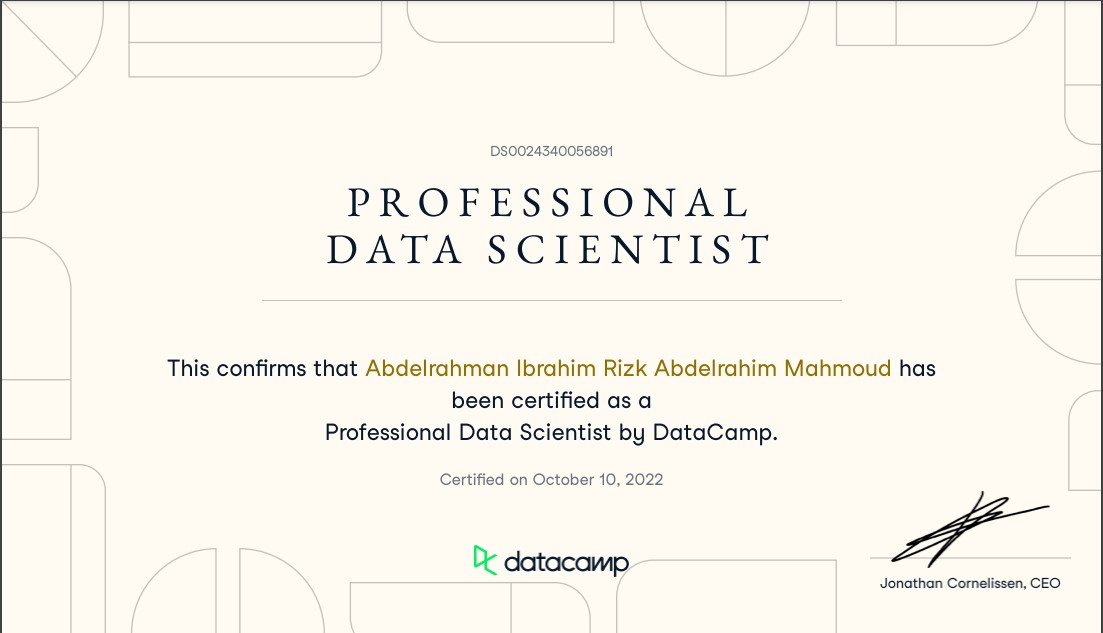 DS0024340056891
PROFESSIONAL
DATA SCIENTIST
This confirms that Abdelrahman Ibrahim Rizk Abdelrahim Mahmoud has
been certified as a
Professional Data Scientist by DataCamp.
Certified on October 10, 2022
datacamp
Jonathan Cornelissen, CEO